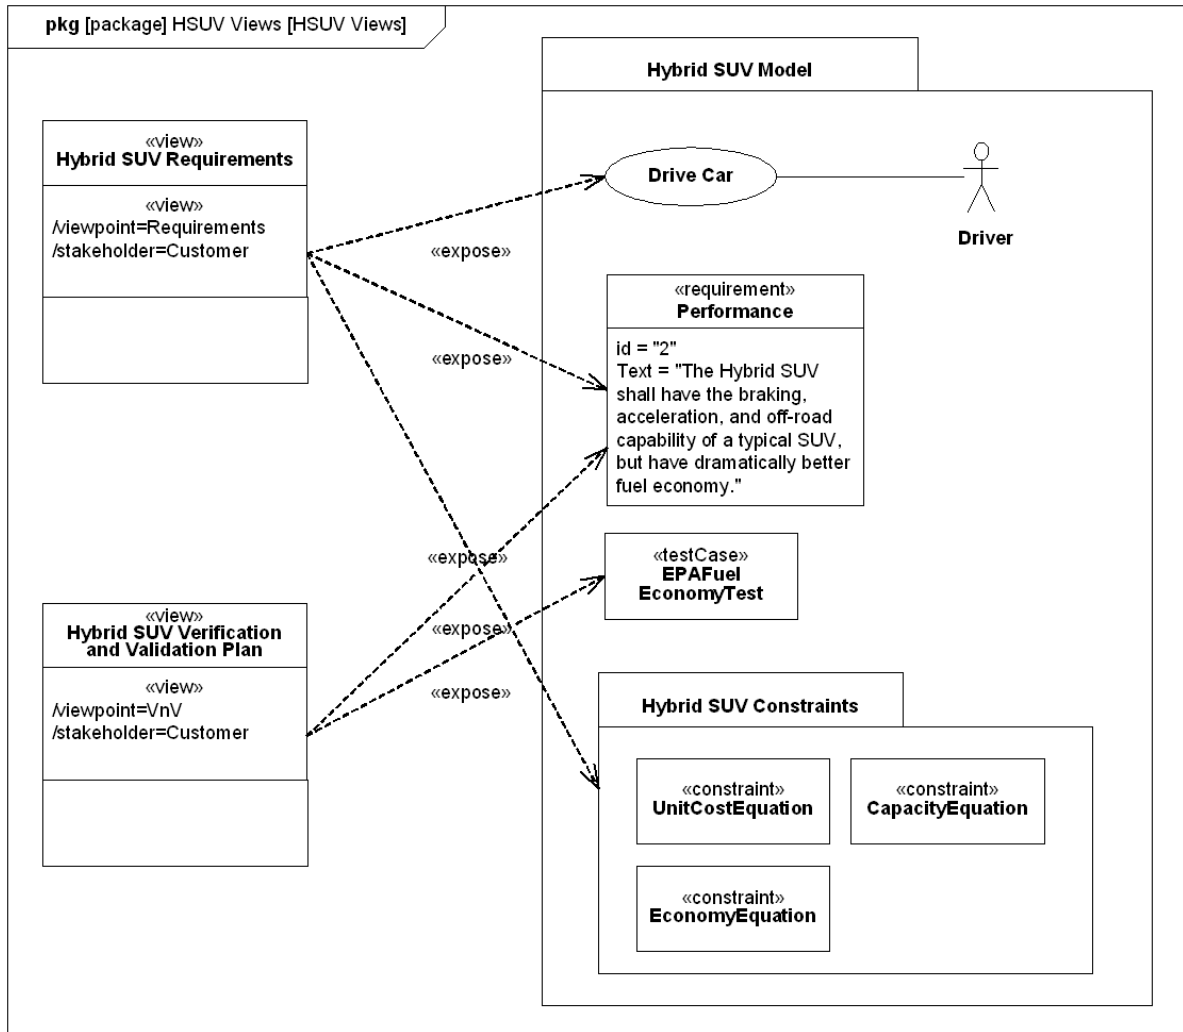 pkg [package] HSUV Views [HSUV Views]
Hybrid SUV Model
«view»
Hybrid SUV Requirements
«view»
/viewpoint=Requirements
/stakeholder=Customer
Drive Car
Driver
«expose»
«expose»
«requirement»
Performance
id = "2"
Text = "The Hybrid SUV
shall have the braking,
acceleration, and off-road
capability of a typical SUV,
but have dramatically better
fuel economy."
«expose»
«testCase»
EPAFuel
EconomyTest
«view»
Hybrid SUV Verification
and Validation Plan
«view»
/viewpoint=VnV
/stakeholder=Customer
«expose»
«expose»
Hybrid SUV Constraints
«constraint»
UnitCostEquation
«constraint»
CapacityEquation
«constraint»
EconomyEquation